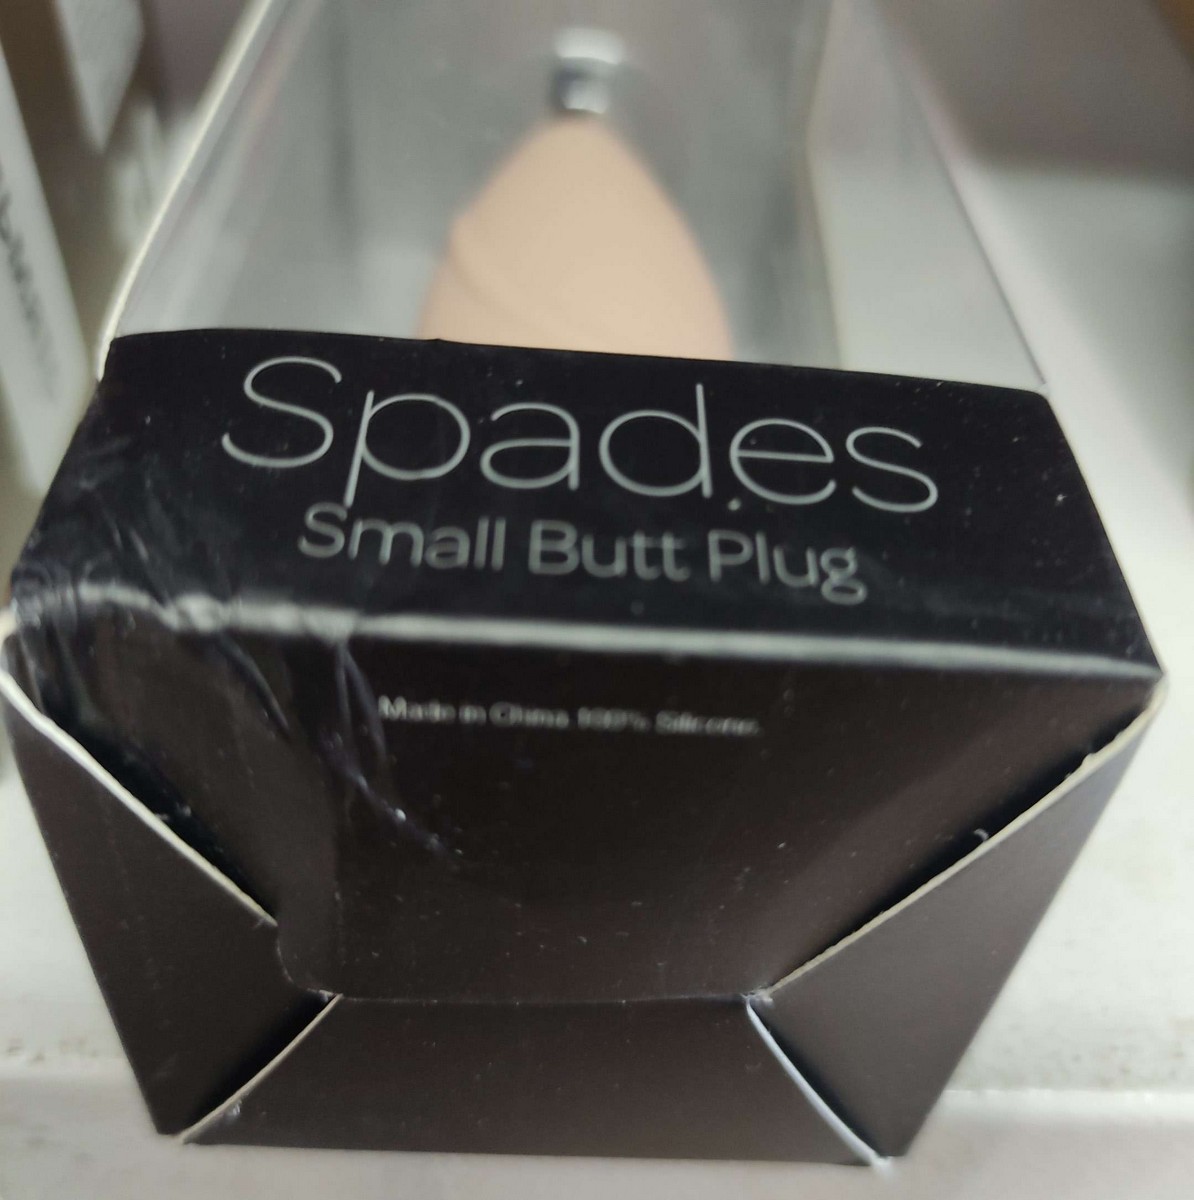 Spades
Small Butt Plug
Made in China. 100% Silicone.